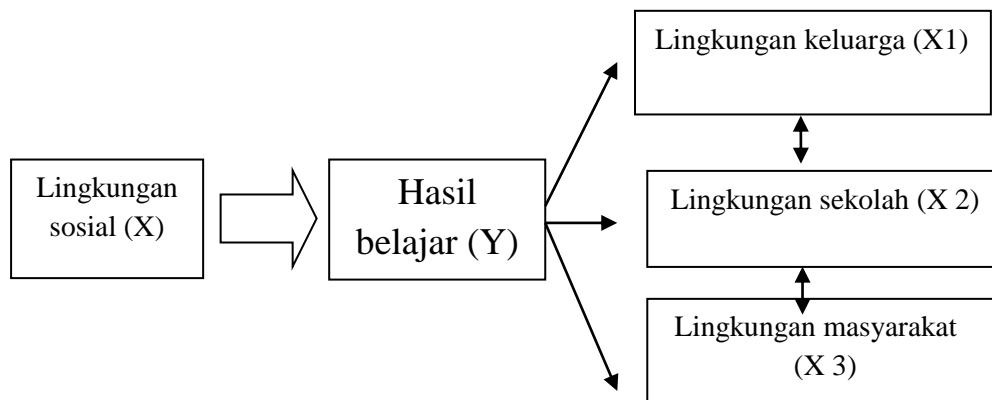 Lingkungan keluarga (X1)
Lingkungan
sosial (X)
Hasil
belajar (Y)
Lingkungan sekolah (X 2)
Lingkungan masyarakat
(X 3)